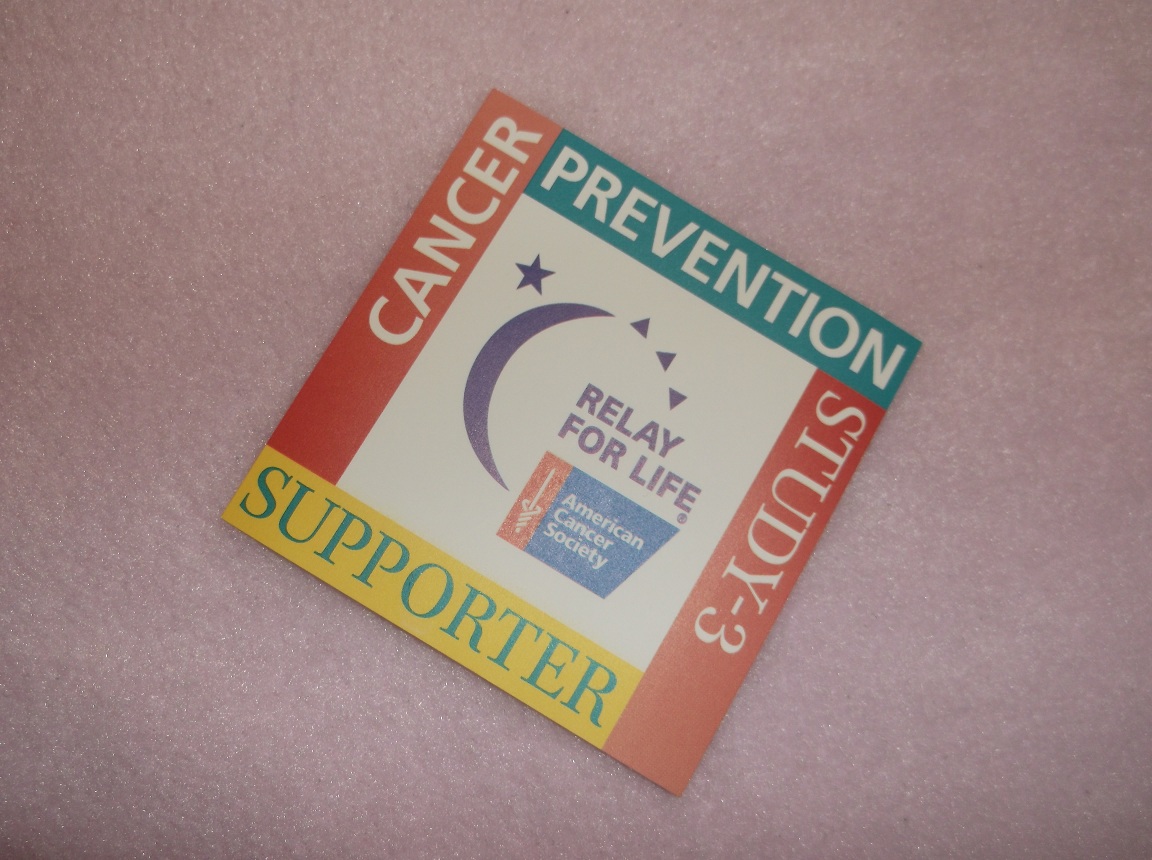 CANCER
PREVENTION
STUDY-3
SUPPORTER
RELAY
FOR LIFE®
American
Cancer
Society